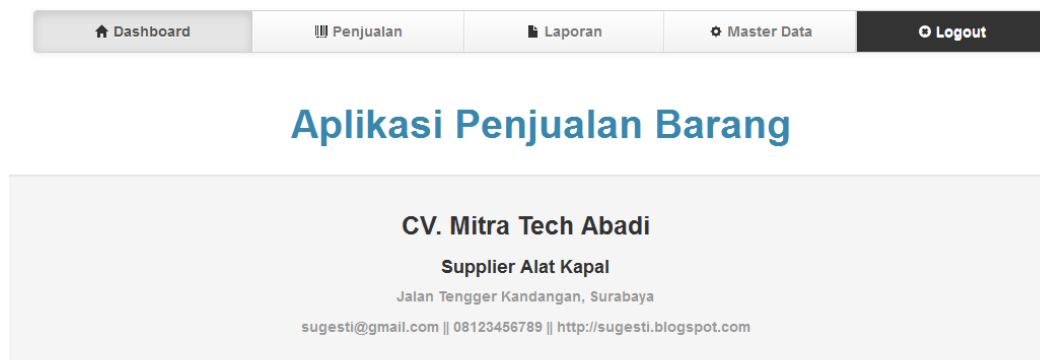 Dashboard Penjualan Laporan Master Data Logout
Aplikasi Penjualan Barang
CV. Mitra Tech Abadi
Supplier Alat Kapal
Jalan Tengger Kandangan, Surabaya
sugesti@gmail.com || 08123456789 || http://sugesti.blogspot.com